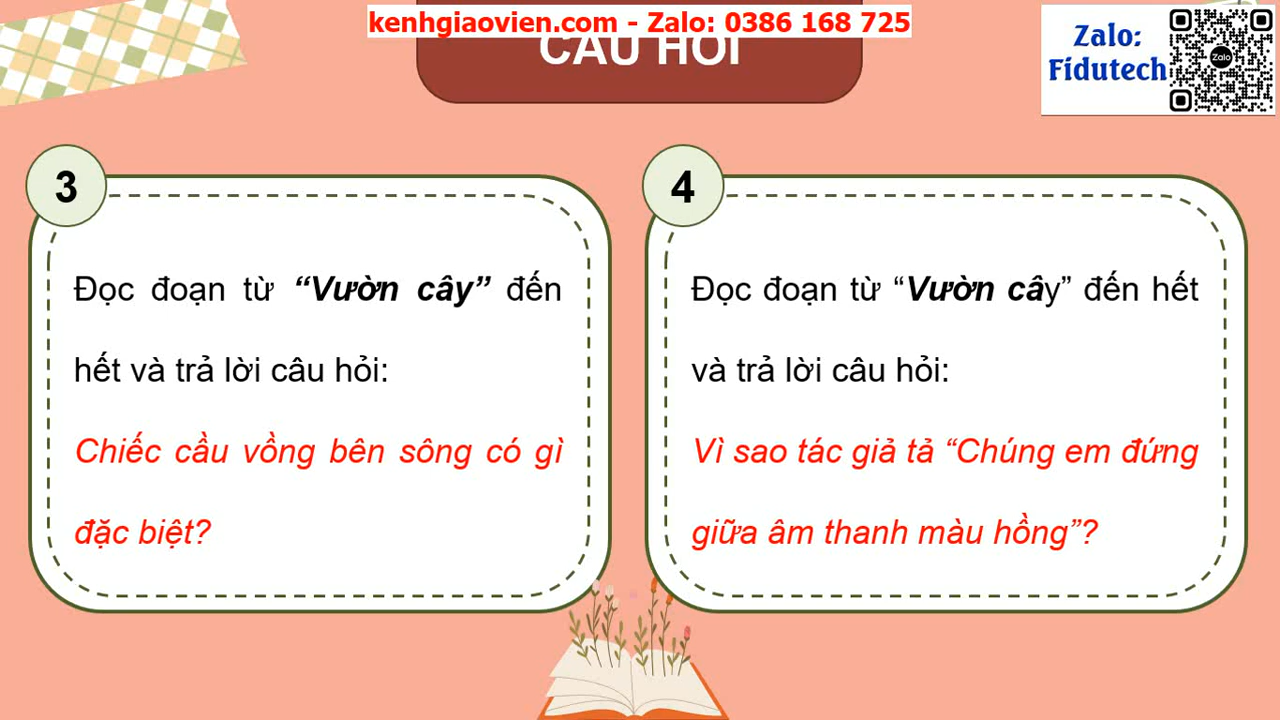 kenhgiaovien.com - Zalo: 0386 168 725
CÂU HỎI
Zalo:
Fidutech
Zalo
3
Đọc đoạn từ “Vườn cây” đến
hết và trả lời câu hỏi:
Chiếc cầu vồng bên sông có gì
đặc biệt?
4
Đọc đoạn từ “Vườn cây” đến hết
và trả lời câu hỏi:
Vì sao tác giả tả “Chúng em đứng
giữa âm thanh màu hồng”?